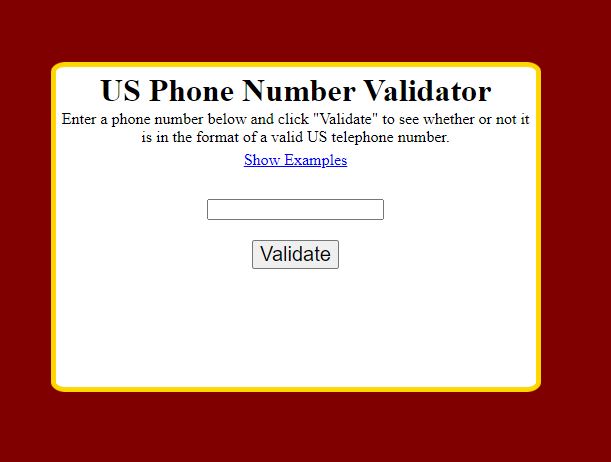 US Phone Number Validator
Enter a phone number below and click "Validate" to see whether or not it
is in the format of a valid US telephone number.
Show Examples
Validate